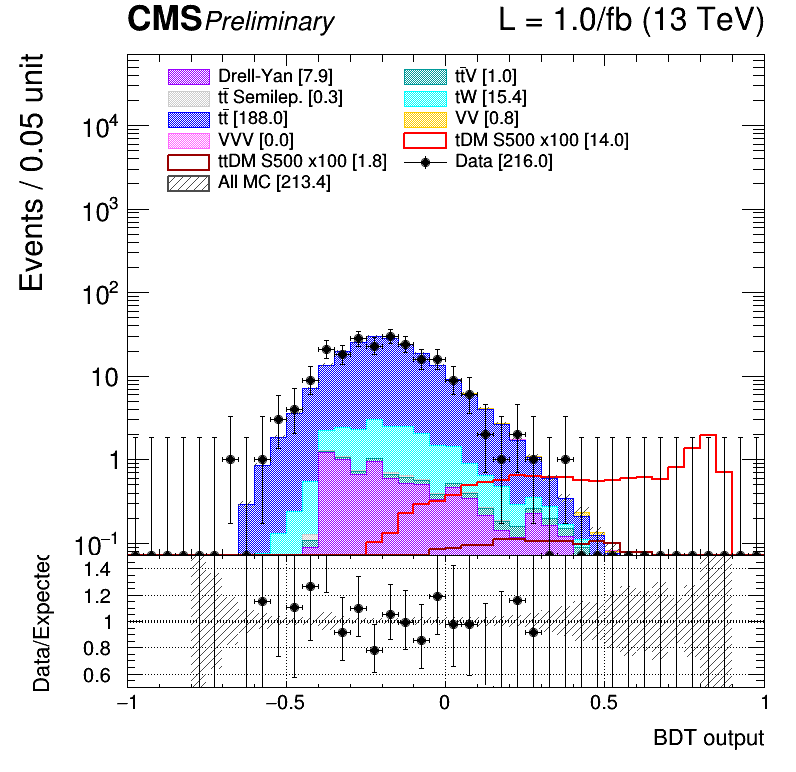 CMS Preliminary L = 1.0/fb (13 TeV)
Events / 0.05 unit
Drell-Yan [7.9] tt̄V [1.0]
tt̄ Semilep. [0.3] tW [15.4]
tt̄ [188.0] VV [0.8]
VVV [0.0] tDM S500 x100 [14.0]
ttDM S500 x100 [1.8] Data [216.0]
All MC [213.4]
10⁴
10³
10²
10
1
10⁻¹
Data/Expected
1.4
1.2
1
0.8
0.6
−1 −0.5 0 0.5 1
BDT output